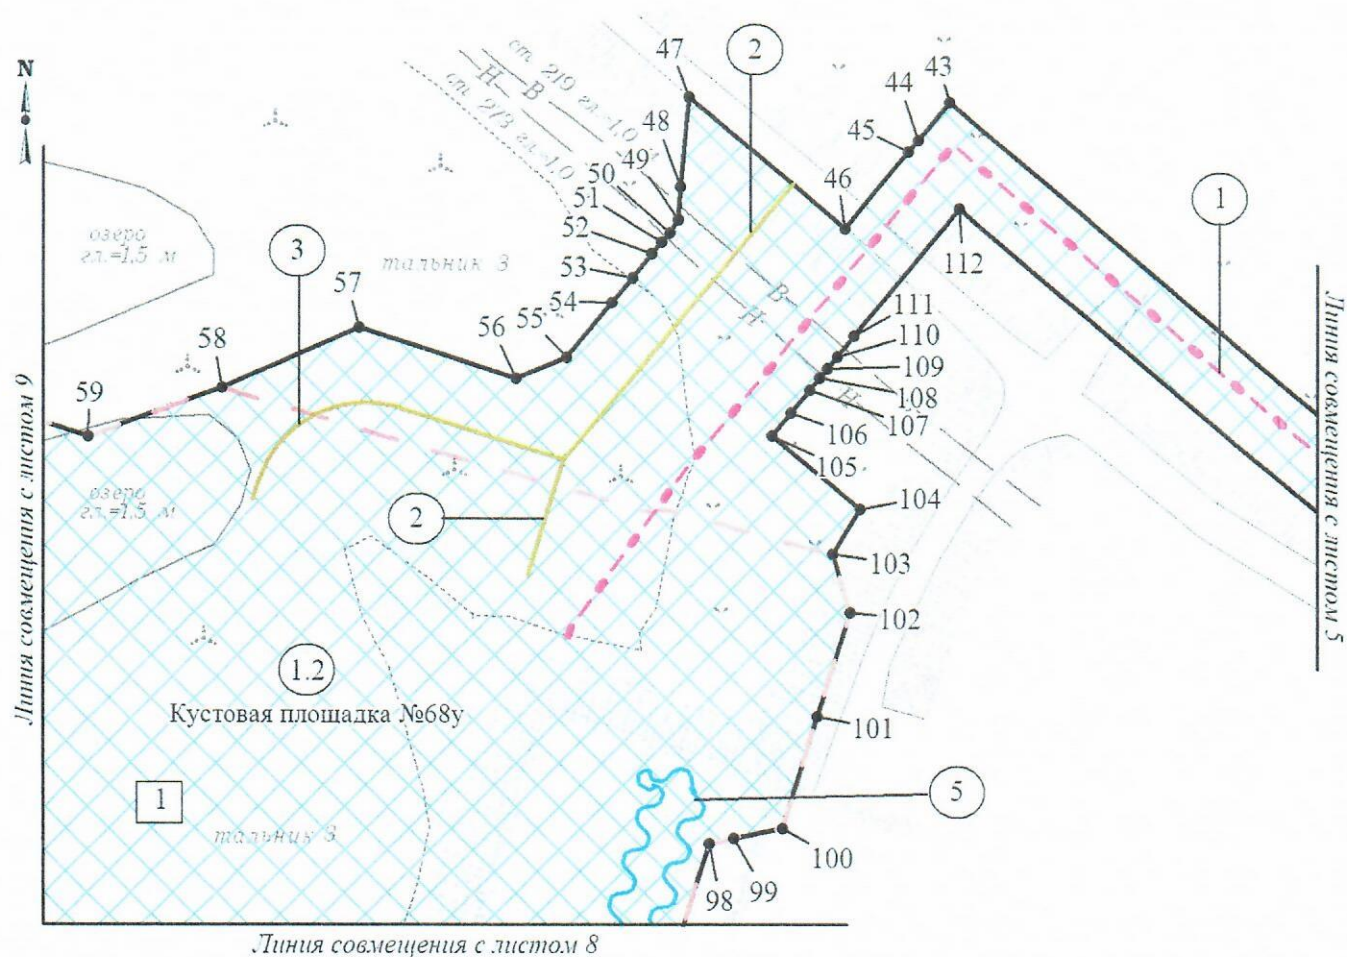 N
47
2
43
44
ст 219 гл.-1,0
Н В
ст 273 гл.-1,0
48
45
49
50
46
51
1
52
озеро
гл.=1,5 м
3
тальник 3
53
112
57
54
В
55
111
Н
56
110
58
109
108
59
107
Н
106
105
озеро
гл.=1,5 м
104
2
103
102
1.2
Кустовая площадка №68у
101
1
5
тальник 3
100
99
98
Линия совмещения с листом 9
Линия совмещения с листом 5
Линия совмещения с листом 8